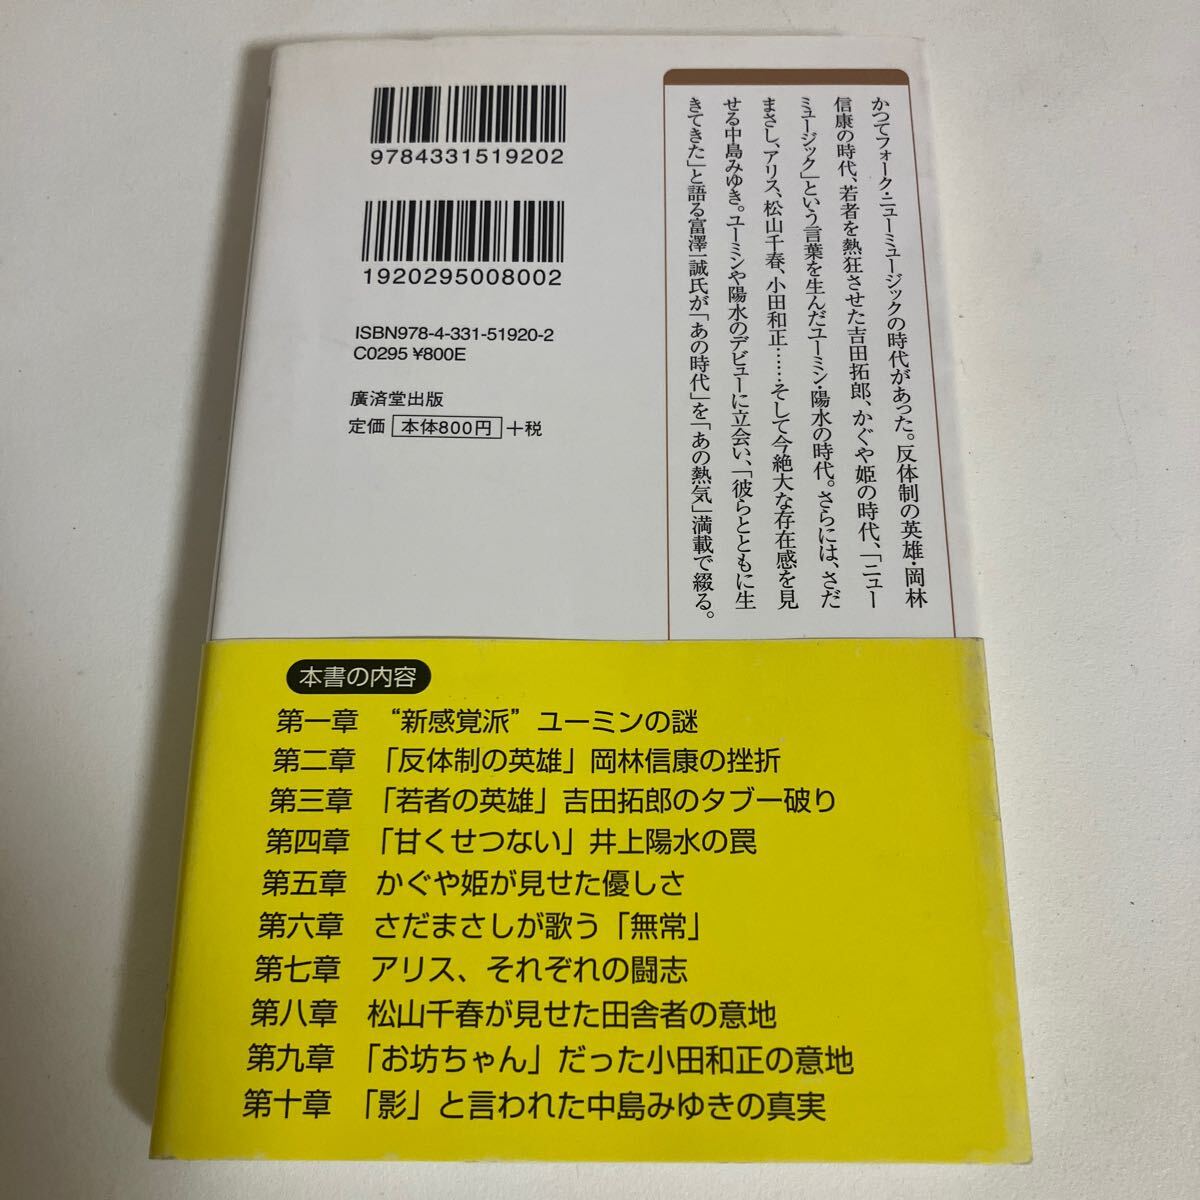 かつてフォーク・ニューミュージックの時代があった。反体制の英雄・岡林
信康の時代、若者を熱狂させた吉田拓郎、かぐや姫の時代、「ニュー
ミュージック」という言葉を生んだユーミン・陽水の時代。さらには、さだ
まさし、アリス、松山千春、小田和正……そして今絶大な存在感を見
せる中島みゆき。ユーミンや陽水のデビューに立会い、「彼らとともに生
きてきた」と語る富澤一誠氏が「あの時代」を「あの熱気」満載で綴る。
9784331519202
1920295008002
ISBN978-4-331-51920-2
C0295 ¥800E
廣済堂出版
定価 本体800円 +税
本書の内容
第一章 “新感覚派”ユーミンの謎
第二章 「反体制の英雄」岡林信康の挫折
第三章 「若者の英雄」吉田拓郎のタブー破り
第四章 「甘くせつない」井上陽水の罠
第五章 かぐや姫が見せた優しさ
第六章 さだまさしが歌う「無常」
第七章 アリス、それぞれの闘志
第八章 松山千春が見せた田舎者の意地
第九章 「お坊ちゃん」だった小田和正の意地
第十章 「影」と言われた中島みゆきの真実